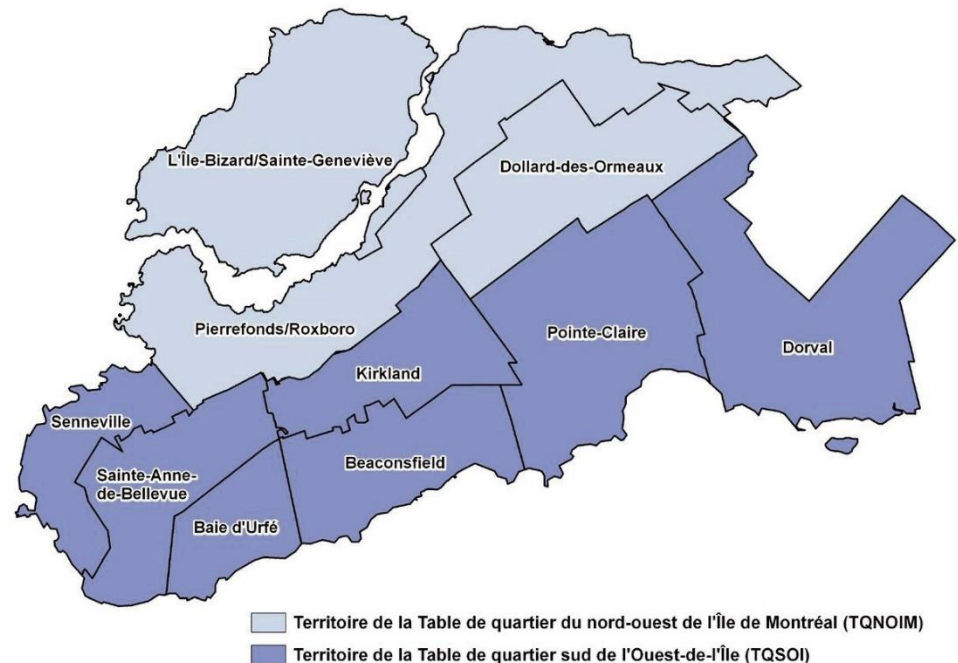 L'Île-Bizard/Sainte-Geneviève
Dollard-des-Ormeaux
Pierrefonds/Roxboro
Pointe-Claire
Dorval
Kirkland
Senneville
Beaconsfield
Sainte-Anne-
de-Bellevue
Baie d'Urfé
Territoire de la Table de quartier du nord-ouest de l'Île de Montréal (TQNOIM)
Territoire de la Table de quartier sud de l'Ouest-de-l'Île (TQSOI)